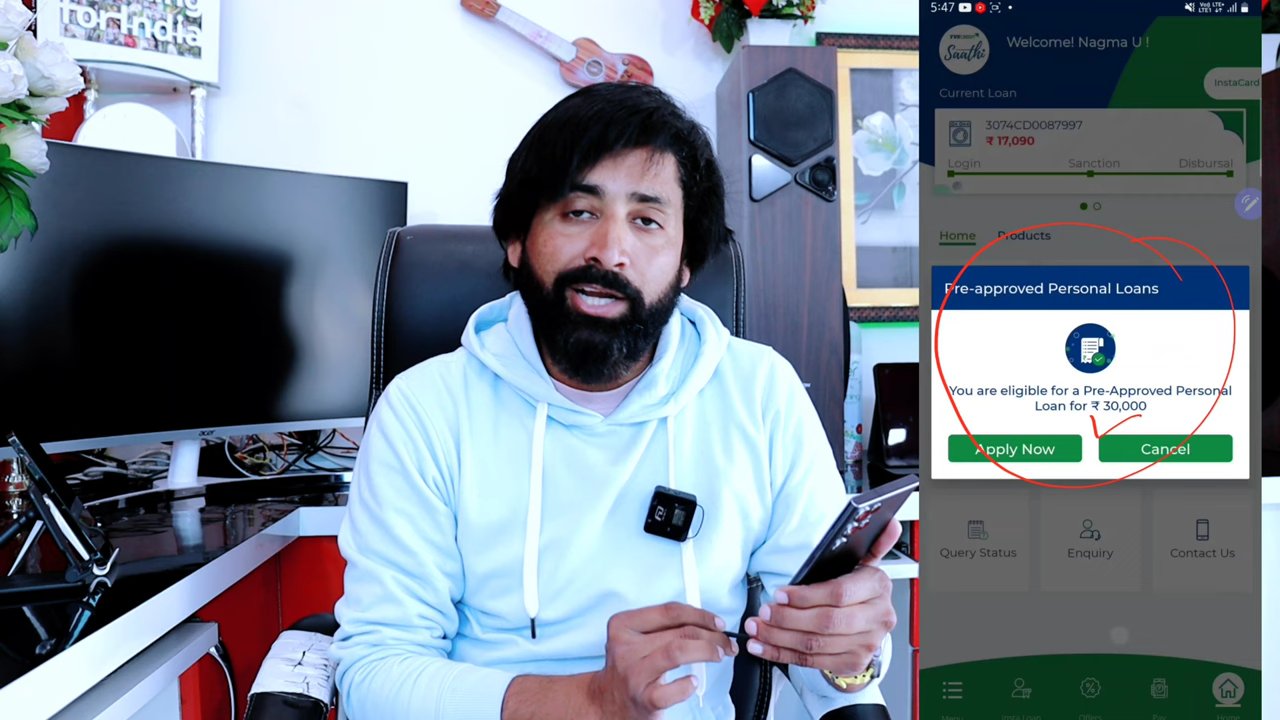 forIndia
acer
5:47
Saathi
Welcome! Nagma U !
InstaCard
Current Loan
3074CD0087997
₹ 17,090
Login Sanction Disbursal
Home Products
Pre-approved Personal Loans
You are eligible for a Pre-Approved Personal
Loan for ₹ 30,000
Apply Now Cancel
Query Status Enquiry Contact Us